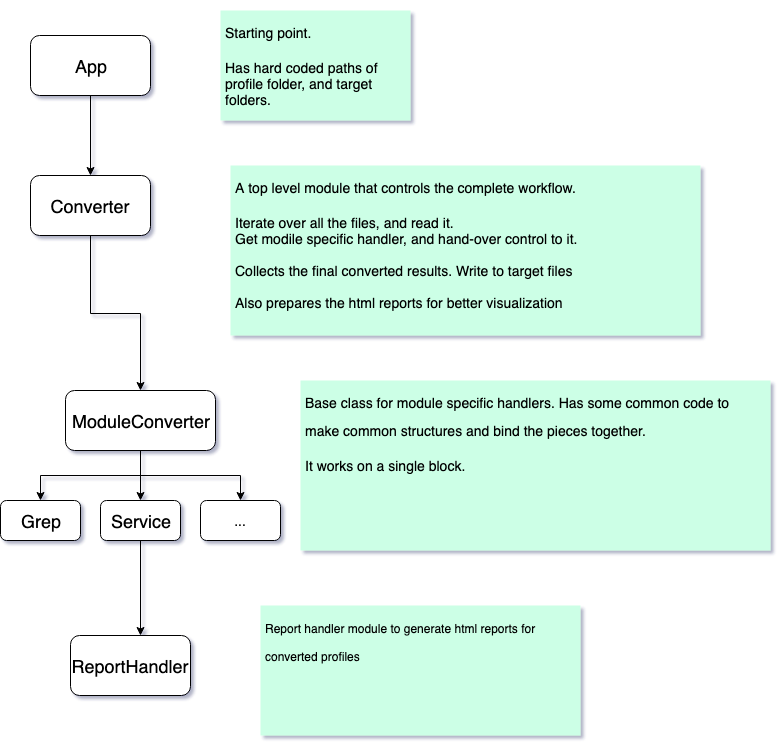 App
Starting point.
Has hard coded paths of
profile folder, and target
folders.
Converter
A top level module that controls the complete workflow.
Iterate over all the files, and read it.
Get modile specific handler, and hand-over control to it.
Collects the final converted results. Write to target files
Also prepares the html reports for better visualization
ModuleConverter
Base class for module specific handlers. Has some common code to
make common structures and bind the pieces together.
It works on a single block.
Grep
Service
...
ReportHandler
Report handler module to generate html reports for
converted profiles